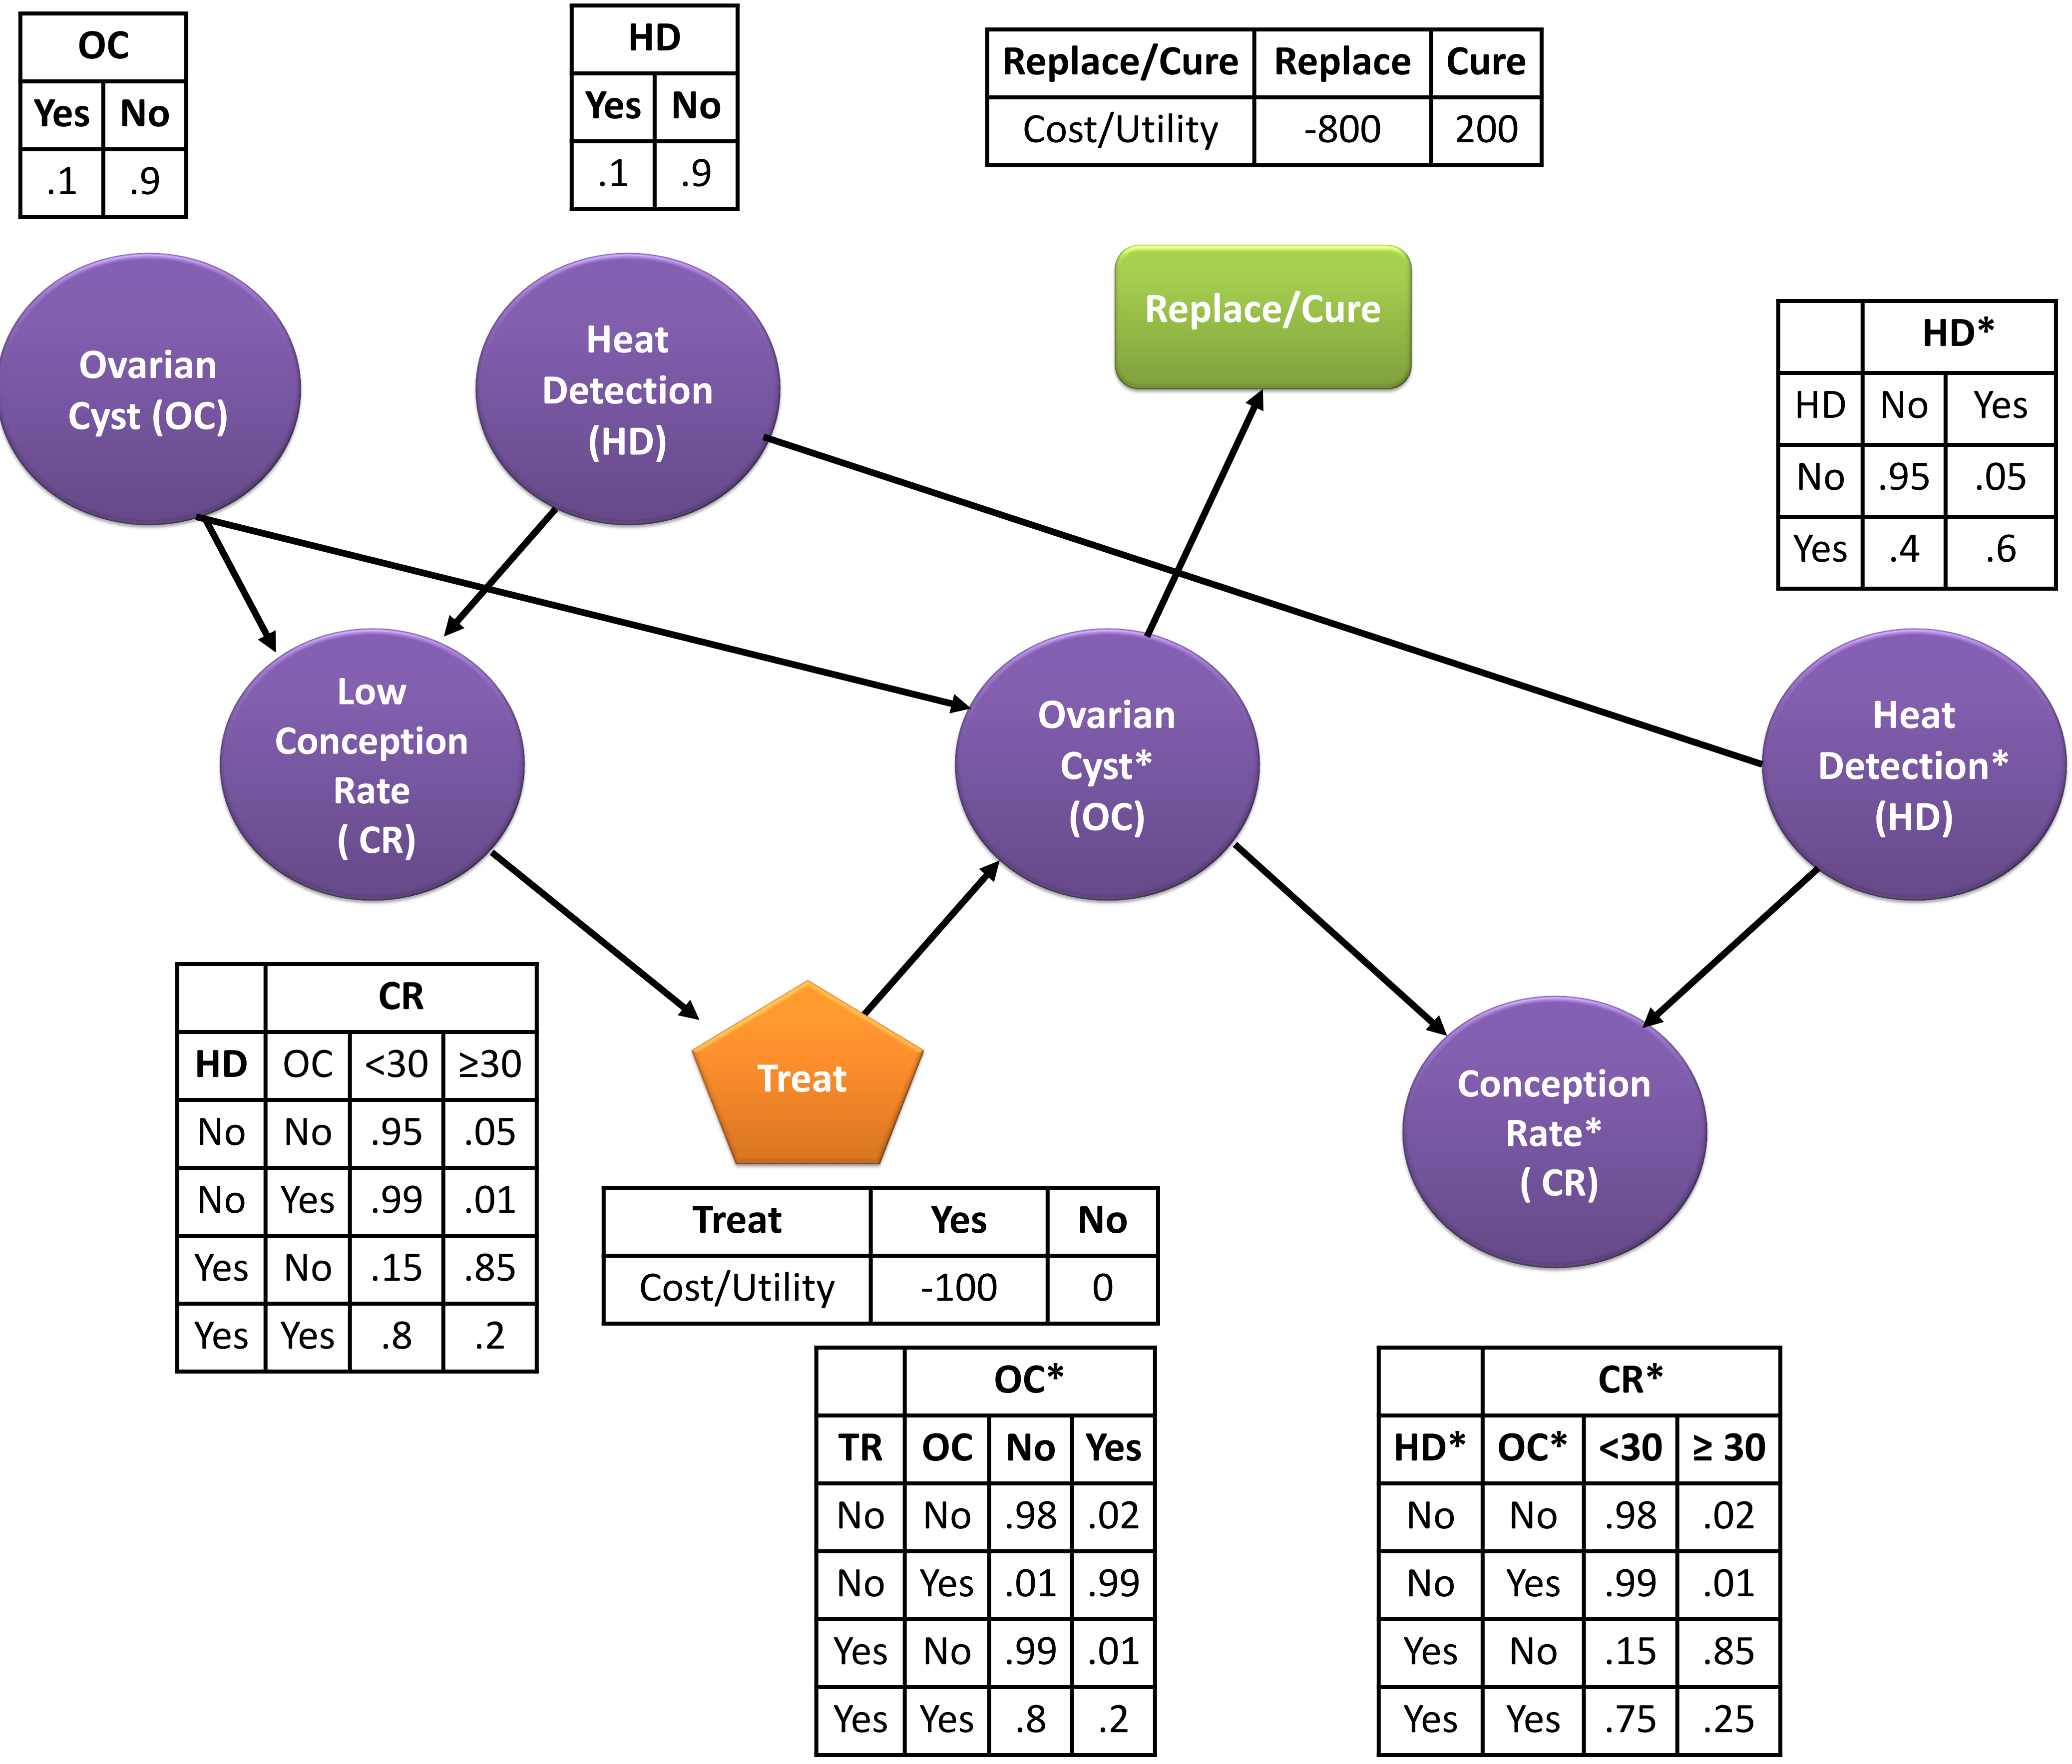 OC
Yes No
.1 .9
HD
Yes No
.1 .9
Replace/Cure Replace Cure
Cost/Utility -800 200
Ovarian
Cyst (OC)
Heat
Detection
(HD)
Replace/Cure
HD*
HD No Yes
No .95 .05
Yes .4 .6
Low
Conception
Rate
( CR)
Ovarian
Cyst*
(OC)
Heat
Detection*
(HD)
CR
HD OC <30 ≥30
No No .95 .05
No Yes .99 .01
Yes No .15 .85
Yes Yes .8 .2
Treat
Treat Yes No
Cost/Utility -100 0
Conception
Rate*
( CR)
OC*
TR OC No Yes
No No .98 .02
No Yes .01 .99
Yes No .99 .01
Yes Yes .8 .2
CR*
HD* OC* <30 ≥ 30
No No .98 .02
No Yes .99 .01
Yes No .15 .85
Yes Yes .75 .25